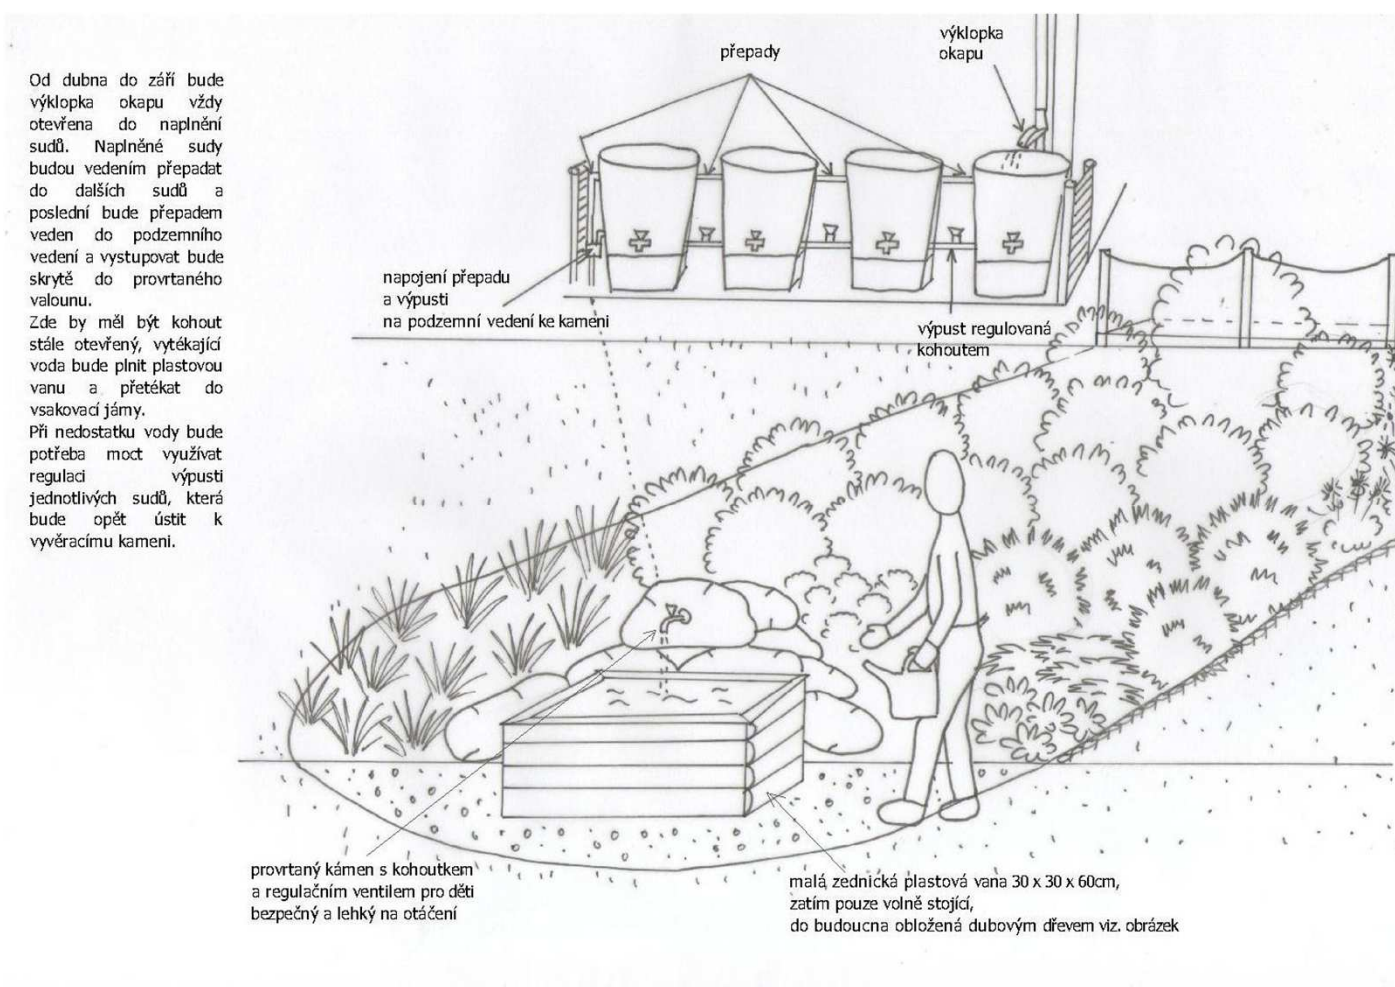 Od dubna do září bude
výklopka okapu vždy
otevřena do naplnění
sudů. Naplněné sudy
budou vedením přepadat
do dalších sudů a
poslední bude přepadem
veden do podzemního
vedení a vystupovat bude
skrytě do provrtaného
valounu.
Zde by měl být kohout
stále otevřený, vytékající
voda bude plnit plastovou
vanu a přetékat do
vsakovací jámy.
Při nedostatku vody bude
potřeba moct využívat
regulaci výpusti
jednotlivých sudů, která
bude opět ústit k
vyvěracímu kameni.
přepady
výklopka
okapu
napojení přepadu
a výpusti
na podzemní vedení ke kameni
výpust regulovaná
kohoutem
provrtaný kámen s kohoutkem
a regulačním ventilem pro děti
bezpečný a lehký na otáčení
malá zednická plastová vana 30 x 30 x 60cm,
zatím pouze volně stojící,
do budoucna obložená dubovým dřevem viz. obrázek